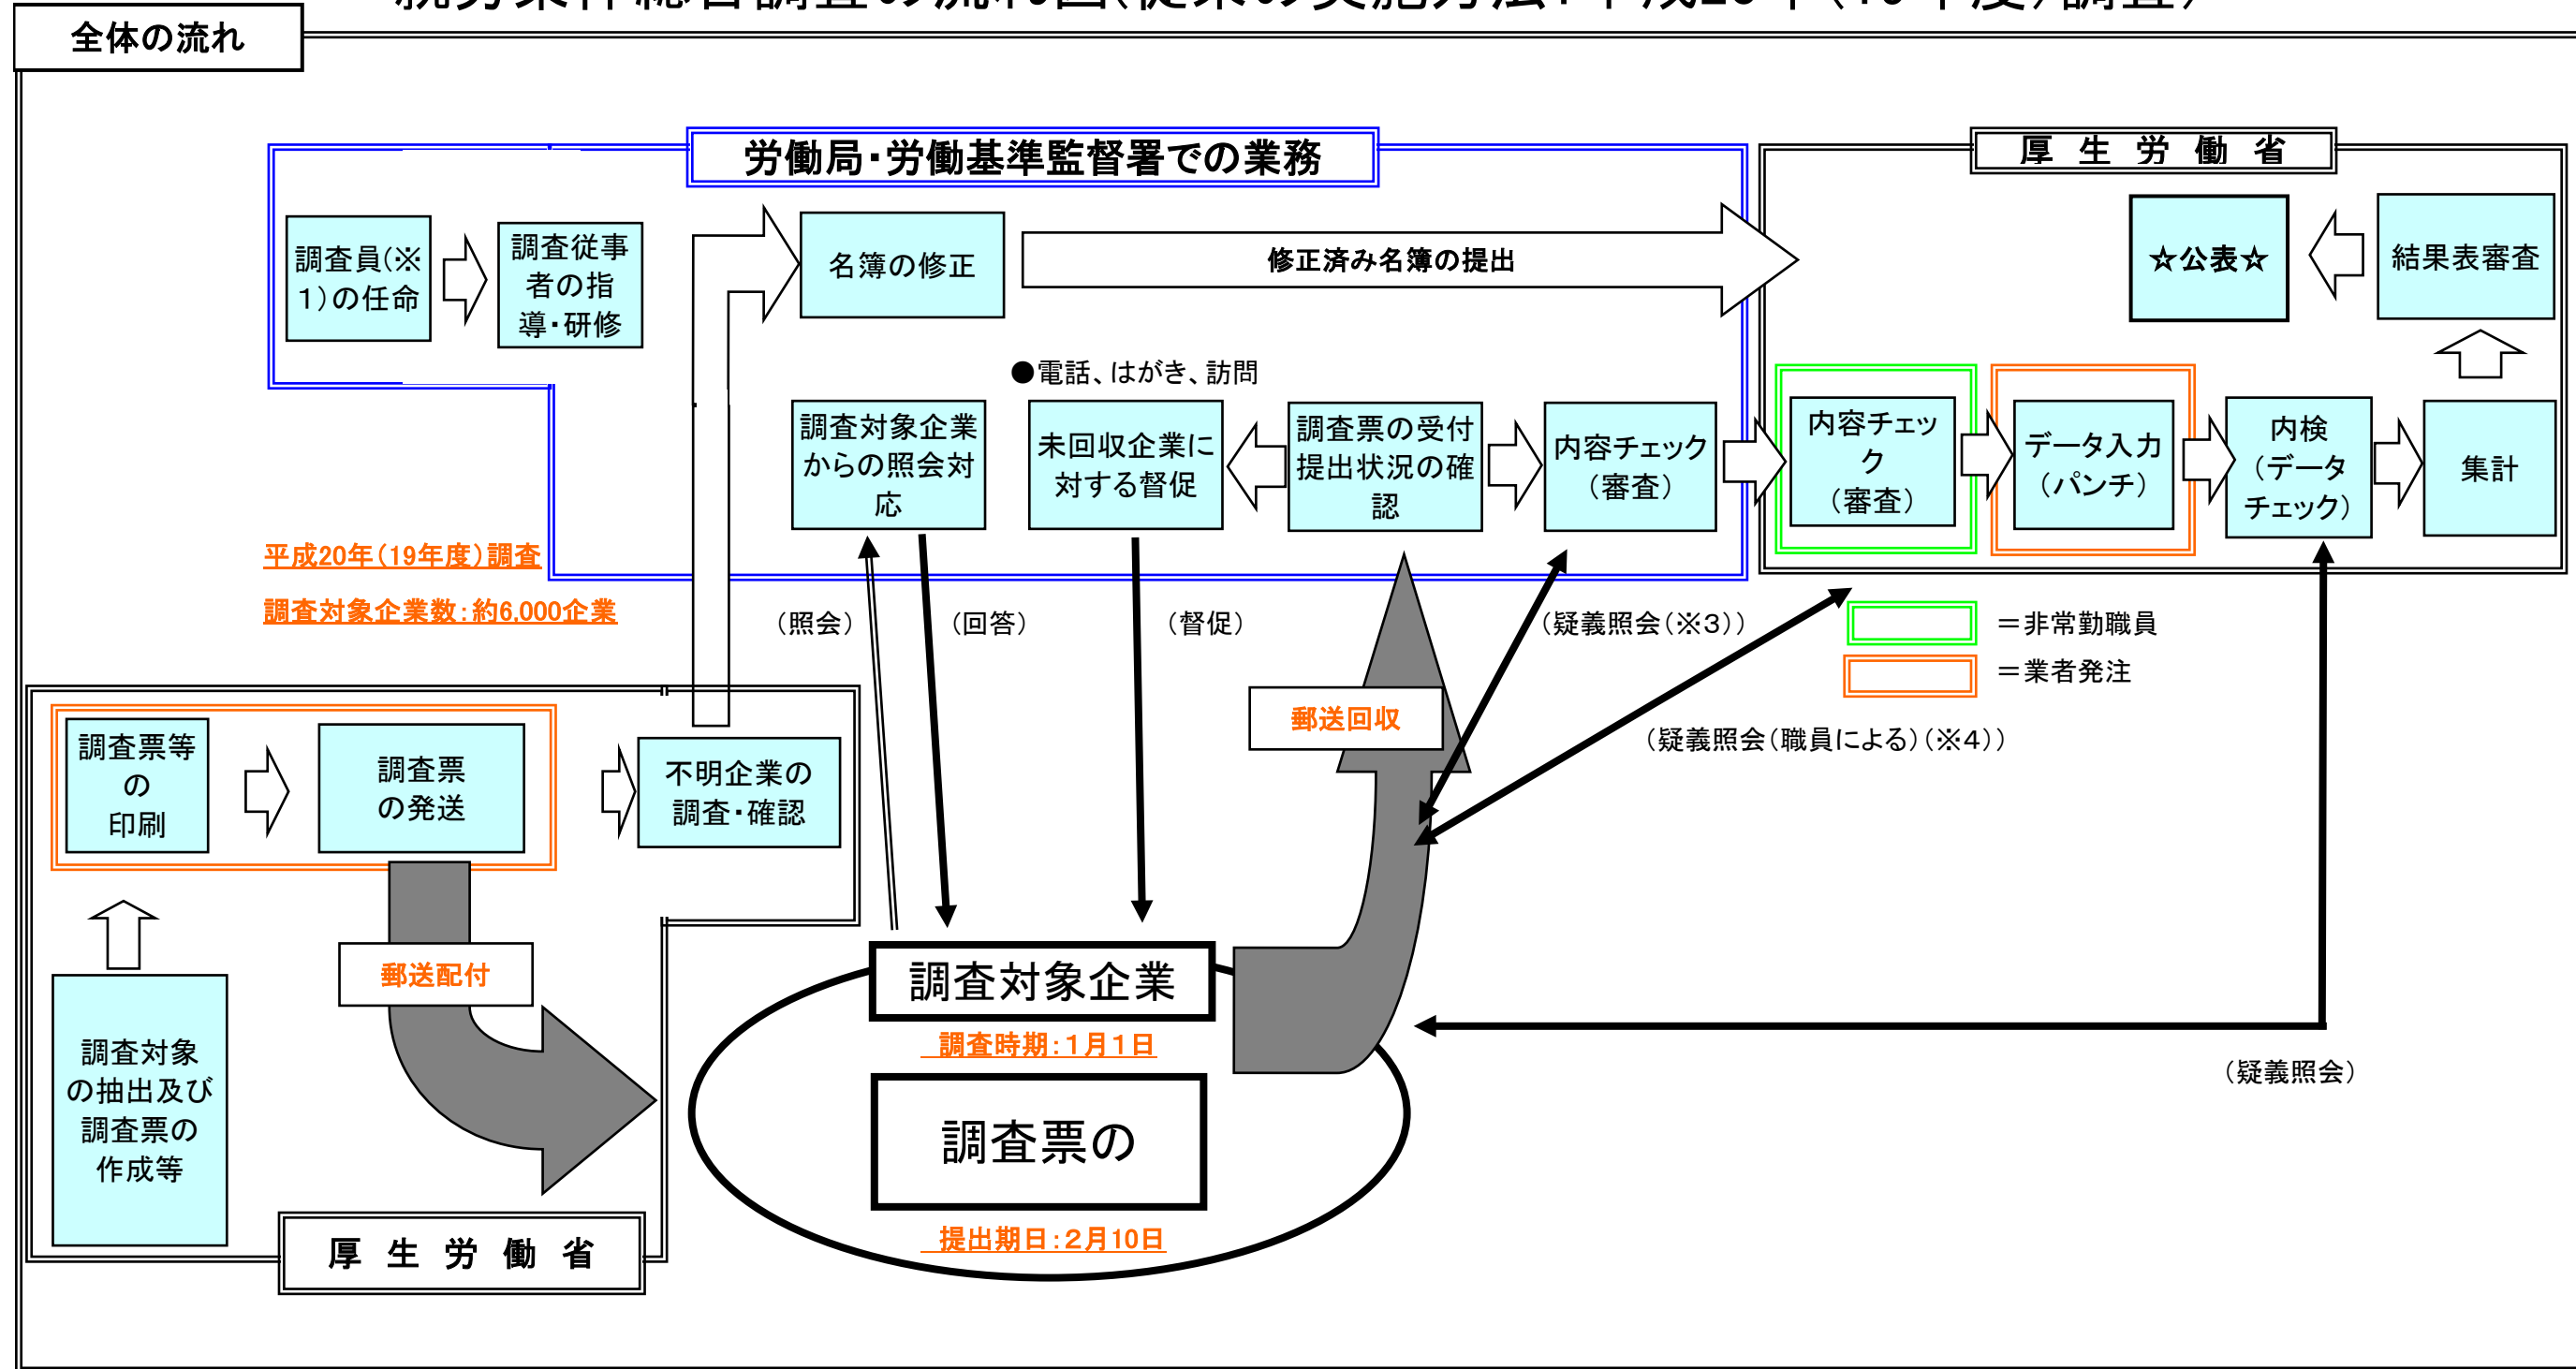 全体の流れ
労働局・労働基準監督署での業務
厚 生 労 働 省
調査員(※
1)の任命
調査従事
者の指
導・研修
名簿の修正
修正済み名簿の提出
☆公表☆
結果表審査
●電話、はがき、訪問
調査対象企業
からの照会対
応
未回収企業に
対する督促
調査票の受付
提出状況の確
認
内容チェック
(審査)
内容チェッ
ク
(審査)
データ入力
(パンチ)
内検
(データ
チェック)
集計
平成20年(19年度)調査
調査対象企業数:約6,000企業
(照会)
(回答)
(督促)
(疑義照会(※3))
=非常勤職員
=業者発注
(疑義照会(職員による)(※4))
郵送回収
調査票等
の
印刷
調査票
の発送
不明企業の
調査・確認
郵送配付
調査対象
の抽出及び
調査票の
作成等
厚 生 労 働 省
調査対象企業
調査時期:1月1日
調査票の
提出期日:2月10日
(疑義照会)